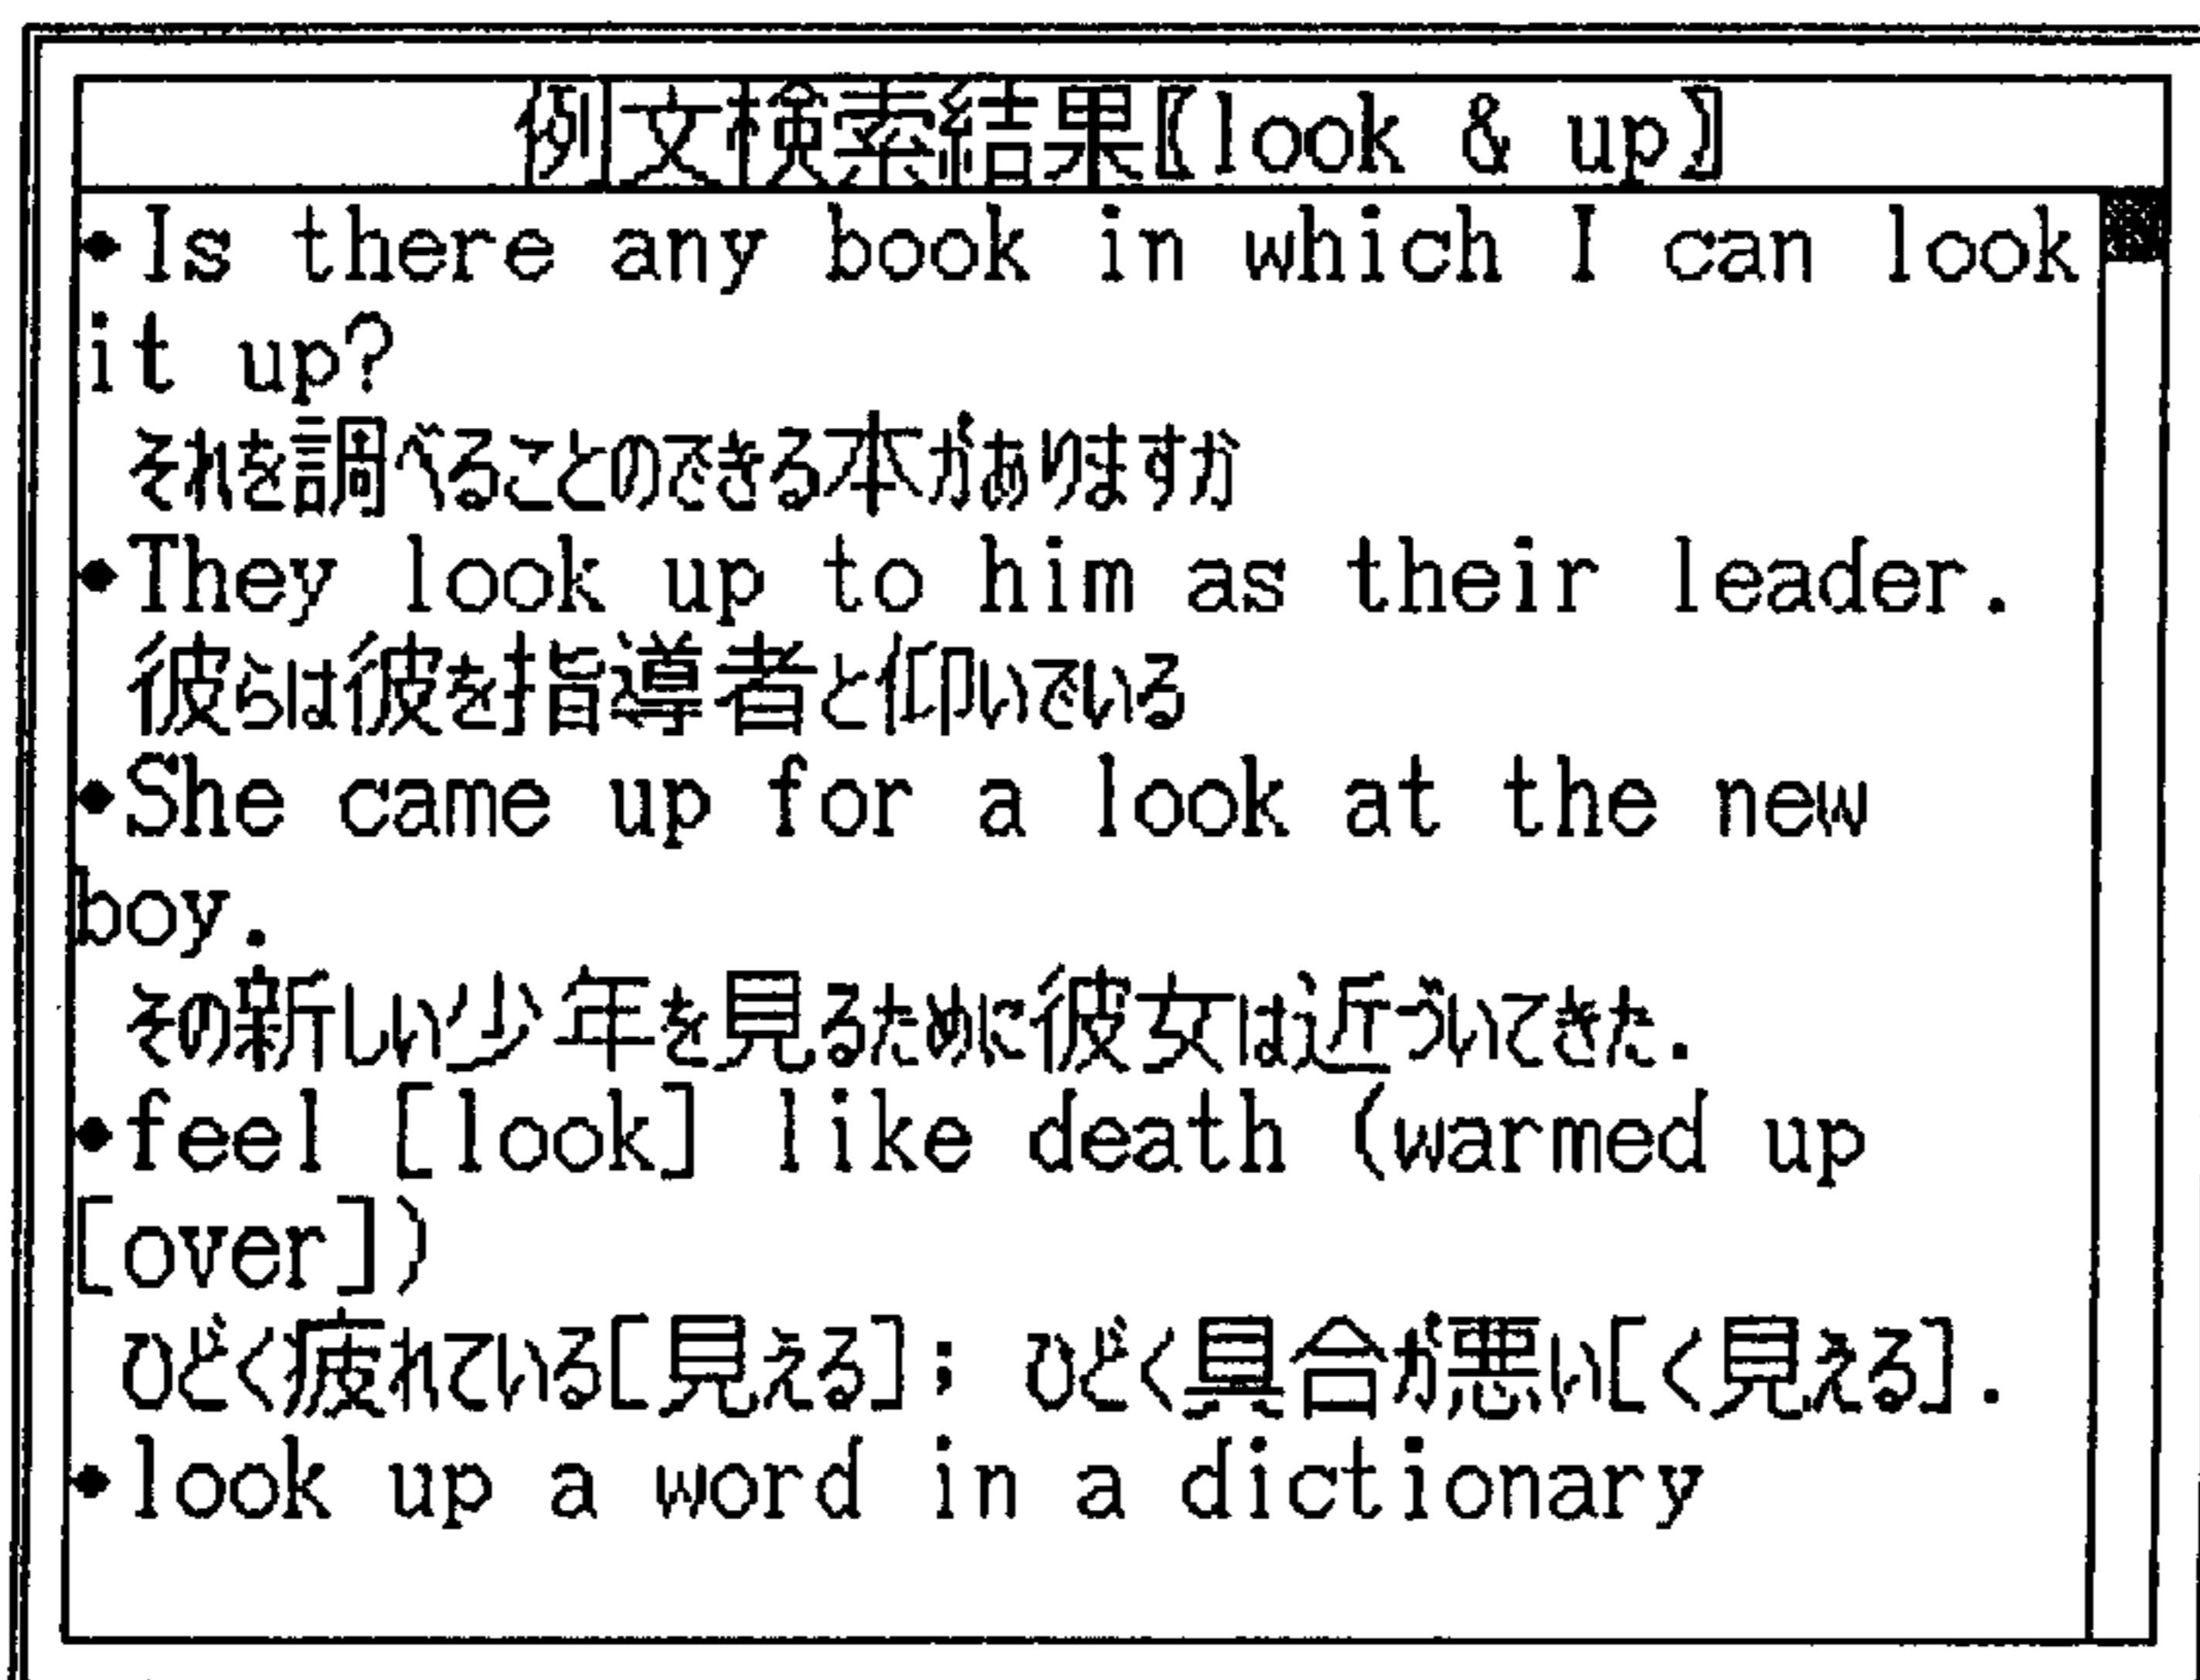 例文検索結果〖look & up〗
•Is there any book in which I can look
it up?
それを調べることのできる本がありますか
•They look up to him as their leader.
彼らは彼を指導者と仰いでいる
•She came up for a look at the new
boy.
その新しい少年を見るために彼女は近づいてきた.
•feel [look] like death (warmed up
[over])
ひどく疲れている[見える]; ひどく具合が悪い[く見える].
•look up a word in a dictionary